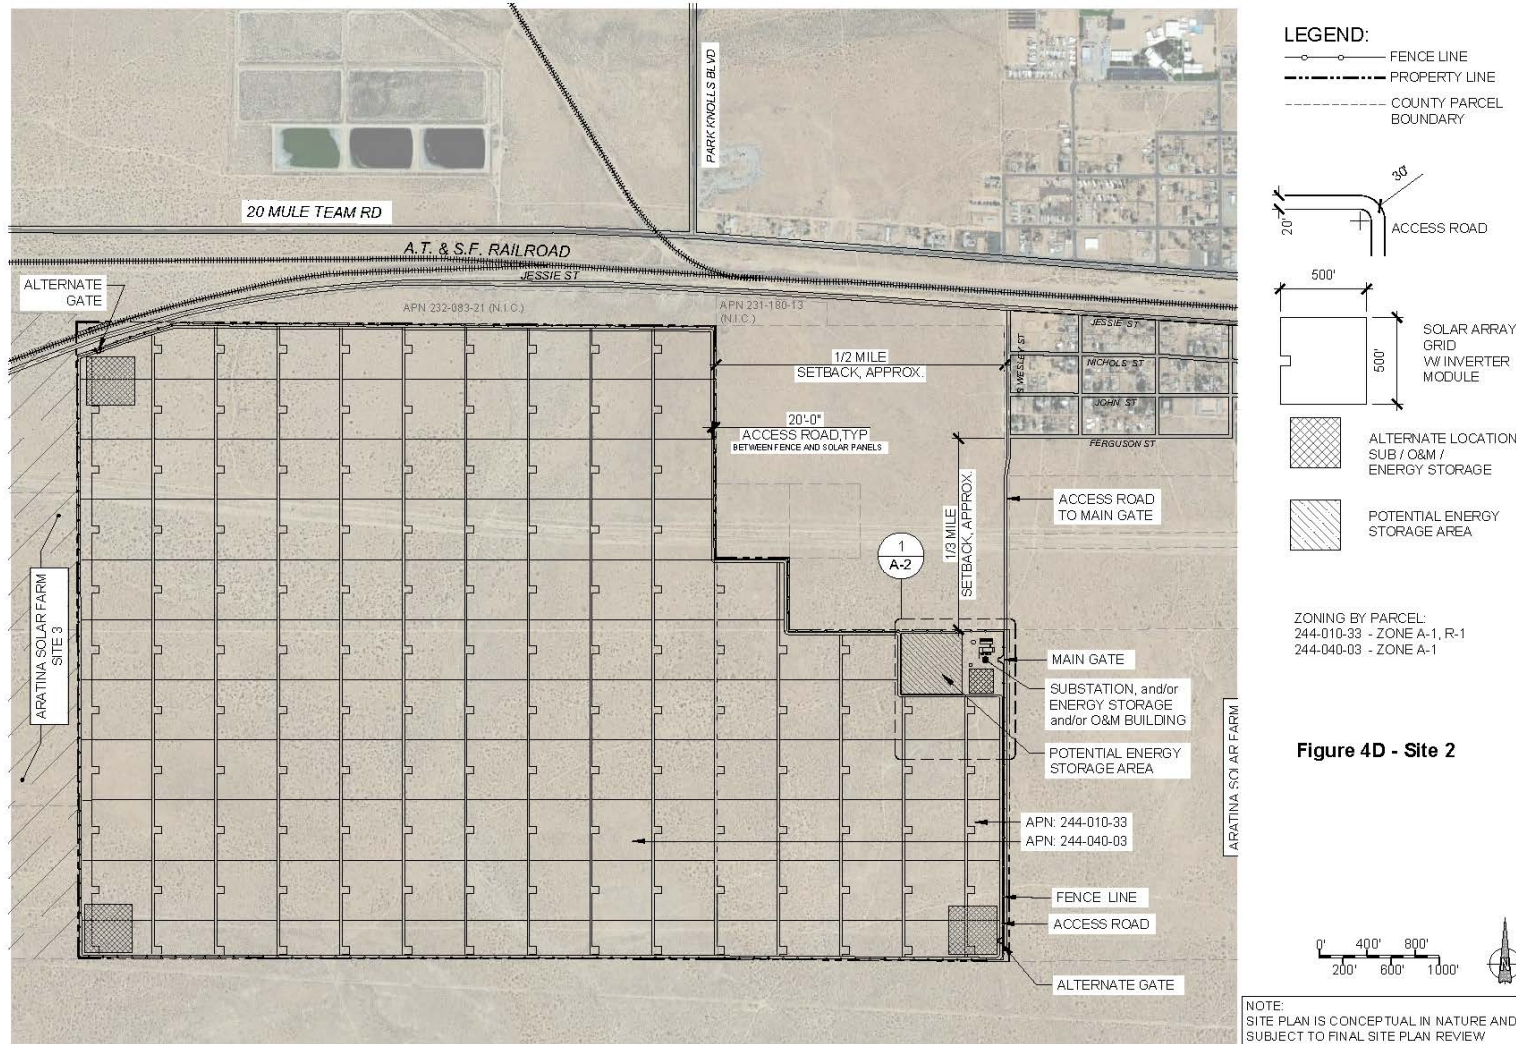 LEGEND:
FENCE LINE
PROPERTY LINE
COUNTY PARCEL
BOUNDARY
30'
20'
ACCESS ROAD
500'
500'
SOLAR ARRAY
GRID
W/ INVERTER
MODULE
ALTERNATE LOCATION
SUB / O&M /
ENERGY STORAGE
POTENTIAL ENERGY
STORAGE AREA
ZONING BY PARCEL:
244-010-33 - ZONE A-1, R-1
244-040-03 - ZONE A-1
Figure 4D - Site 2
0' 400' 800'
200' 600' 1000'
N
NOTE:
SITE PLAN IS CONCEPTUAL IN NATURE AND
SUBJECT TO FINAL SITE PLAN REVIEW
PARK KNOLLS BLVD
20 MULE TEAM RD
A.T. & S.F. RAILROAD
JESSIE ST
ALTERNATE
GATE
APN 232-083-21 (N.I.C.)
APN 231-180-13
(N.I.C.)
JESSIE ST
S WESLEY ST
NICHOLS ST
JOHN ST
FERGUSON ST
1/2 MILE
SETBACK, APPROX.
20'-0"
ACCESS ROAD,TYP
BETWEEN FENCE AND SOLAR PANELS
1/3 MILE
SETBACK, APPROX.
ACCESS ROAD
TO MAIN GATE
1
A-2
ARATINA SOLAR FARM
SITE 3
MAIN GATE
SUBSTATION, and/or
ENERGY STORAGE
and/or O&M BUILDING
POTENTIAL ENERGY
STORAGE AREA
ARATINA SOLAR FARM
APN: 244-010-33
APN: 244-040-03
FENCE LINE
ACCESS ROAD
ALTERNATE GATE